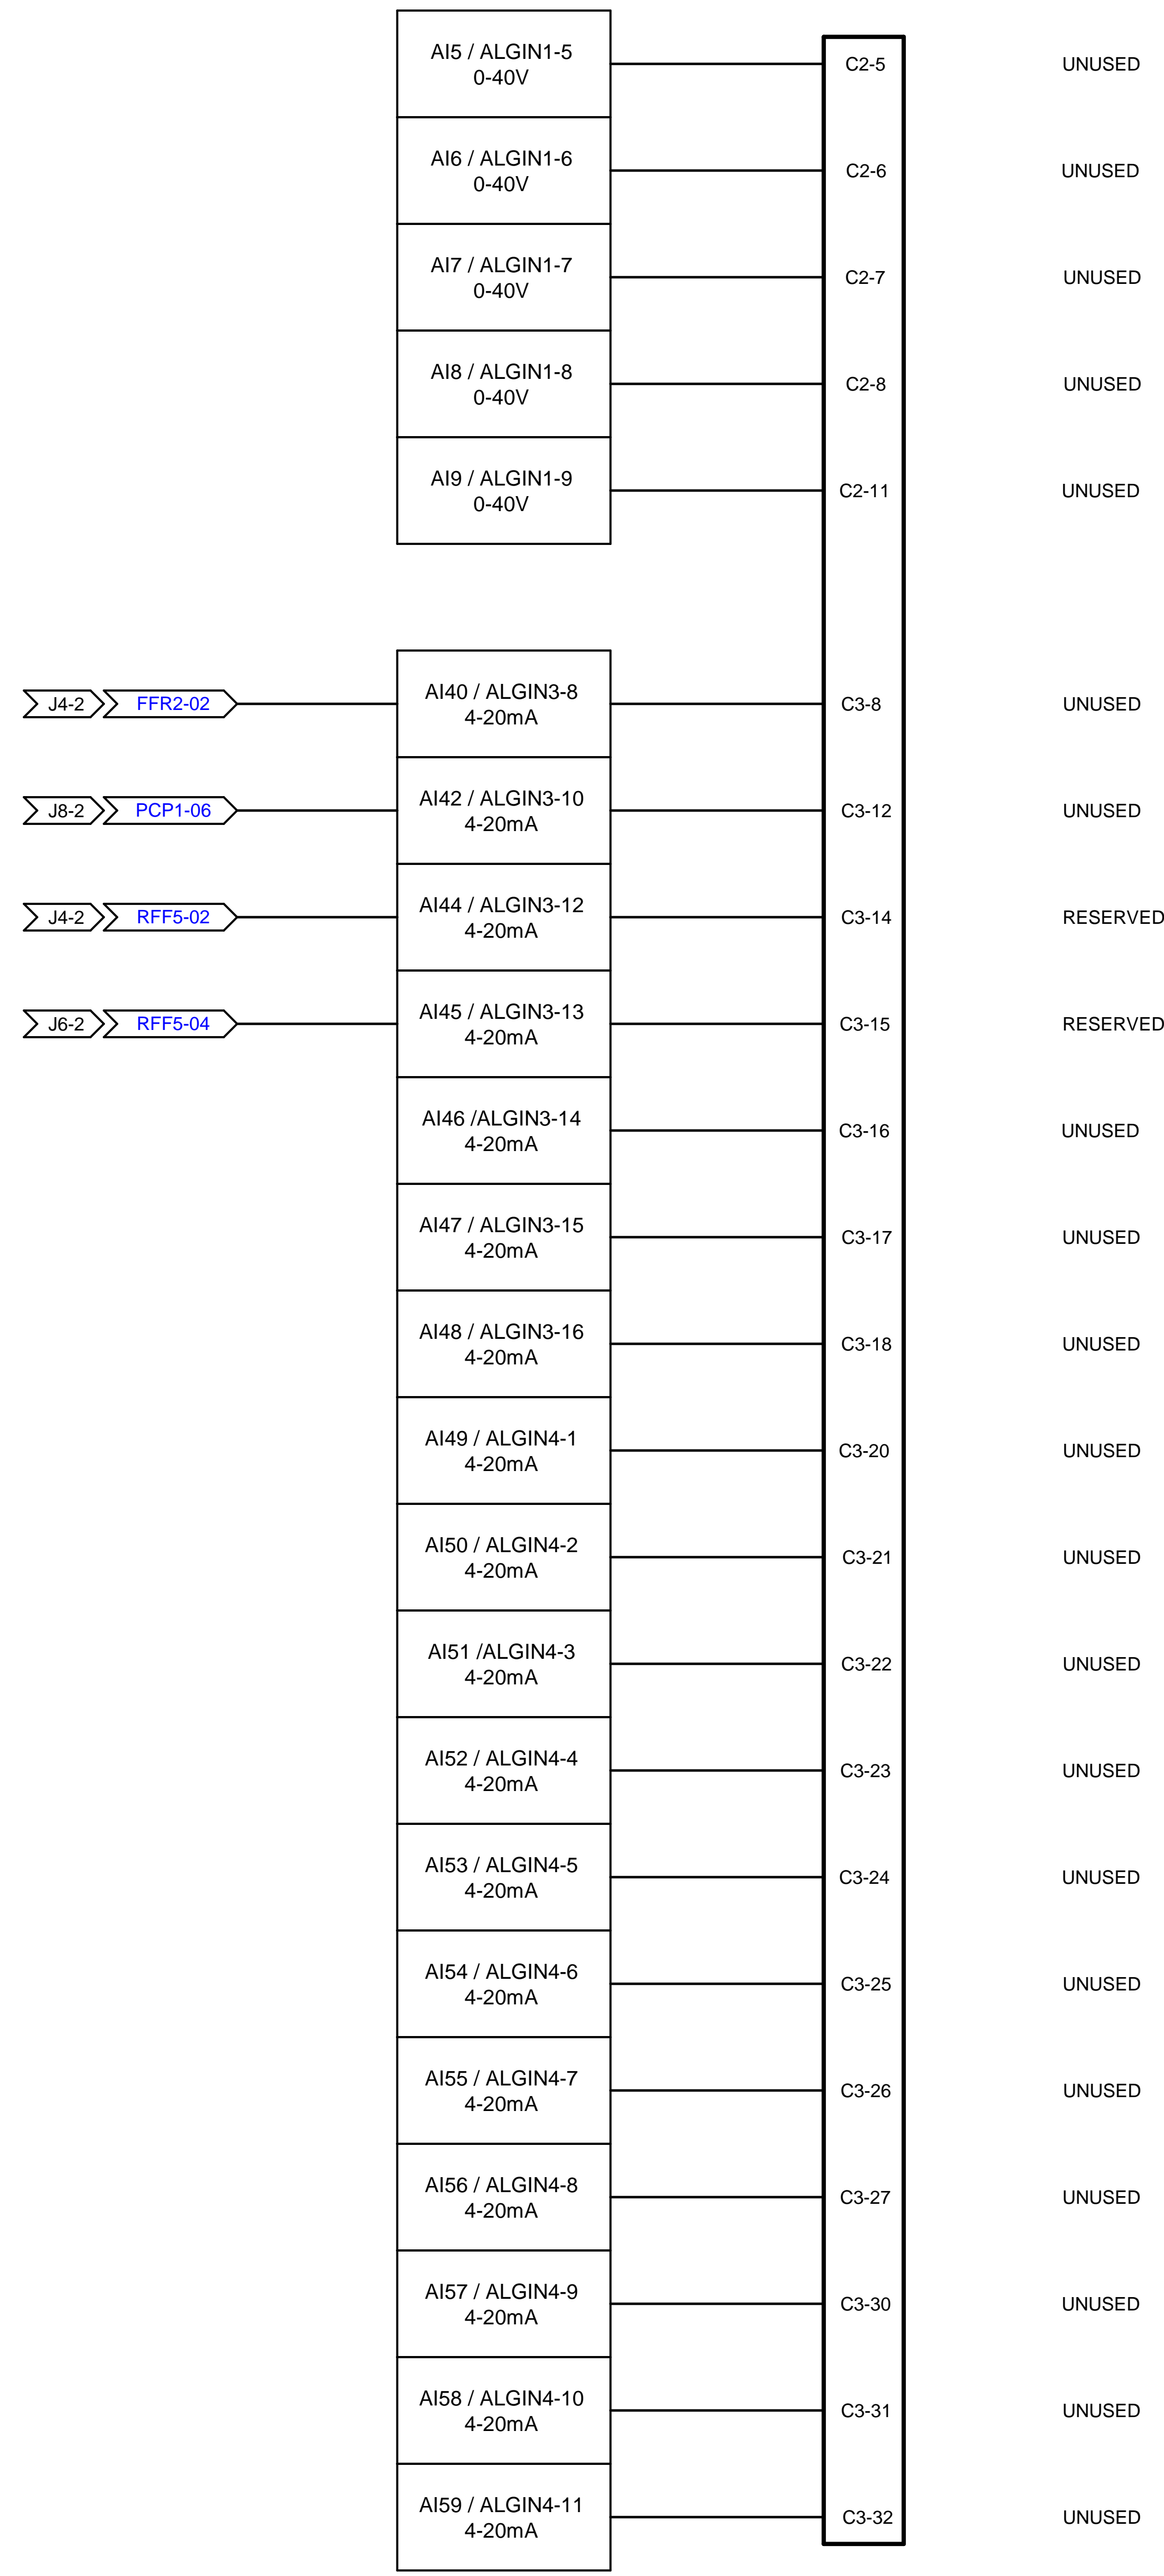 AI5 / ALGIN1-5
0-40V
C2-5
UNUSED
AI6 / ALGIN1-6
0-40V
C2-6
UNUSED
AI7 / ALGIN1-7
0-40V
C2-7
UNUSED
AI8 / ALGIN1-8
0-40V
C2-8
UNUSED
AI9 / ALGIN1-9
0-40V
C2-11
UNUSED
J4-2
FFR2-02
AI40 / ALGIN3-8
4-20mA
C3-8
UNUSED
J8-2
PCP1-06
AI42 / ALGIN3-10
4-20mA
C3-12
UNUSED
J4-2
RFF5-02
AI44 / ALGIN3-12
4-20mA
C3-14
RESERVED
J6-2
RFF5-04
AI45 / ALGIN3-13
4-20mA
C3-15
RESERVED
AI46 /ALGIN3-14
4-20mA
C3-16
UNUSED
AI47 / ALGIN3-15
4-20mA
C3-17
UNUSED
AI48 / ALGIN3-16
4-20mA
C3-18
UNUSED
AI49 / ALGIN4-1
4-20mA
C3-20
UNUSED
AI50 / ALGIN4-2
4-20mA
C3-21
UNUSED
AI51 /ALGIN4-3
4-20mA
C3-22
UNUSED
AI52 / ALGIN4-4
4-20mA
C3-23
UNUSED
AI53 / ALGIN4-5
4-20mA
C3-24
UNUSED
AI54 / ALGIN4-6
4-20mA
C3-25
UNUSED
AI55 / ALGIN4-7
4-20mA
C3-26
UNUSED
AI56 / ALGIN4-8
4-20mA
C3-27
UNUSED
AI57 / ALGIN4-9
4-20mA
C3-30
UNUSED
AI58 / ALGIN4-10
4-20mA
C3-31
UNUSED
AI59 / ALGIN4-11
4-20mA
C3-32
UNUSED